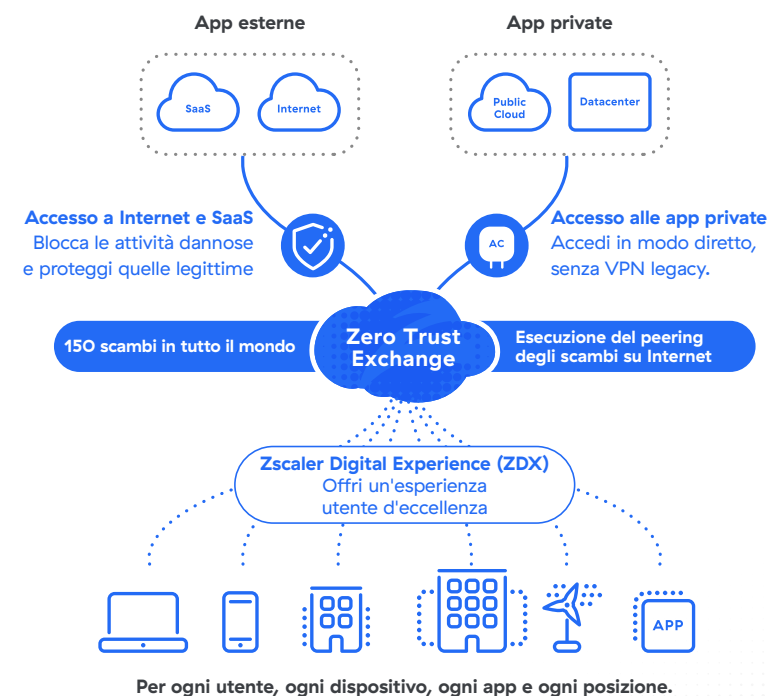 App esterne
App private
SaaS
Internet
Public
Cloud
Datacenter
Accesso a Internet e SaaS
Blocca le attività dannose
e proteggi quelle legittime
AC
Accesso alle app private
Accedi in modo diretto,
senza VPN legacy.
150 scambi in tutto il mondo
Zero Trust
Exchange
Esecuzione del peering
degli scambi su Internet
Zscaler Digital Experience (ZDX)
Offri un'esperienza
utente d'eccellenza
APP
Per ogni utente, ogni dispositivo, ogni app e ogni posizione.